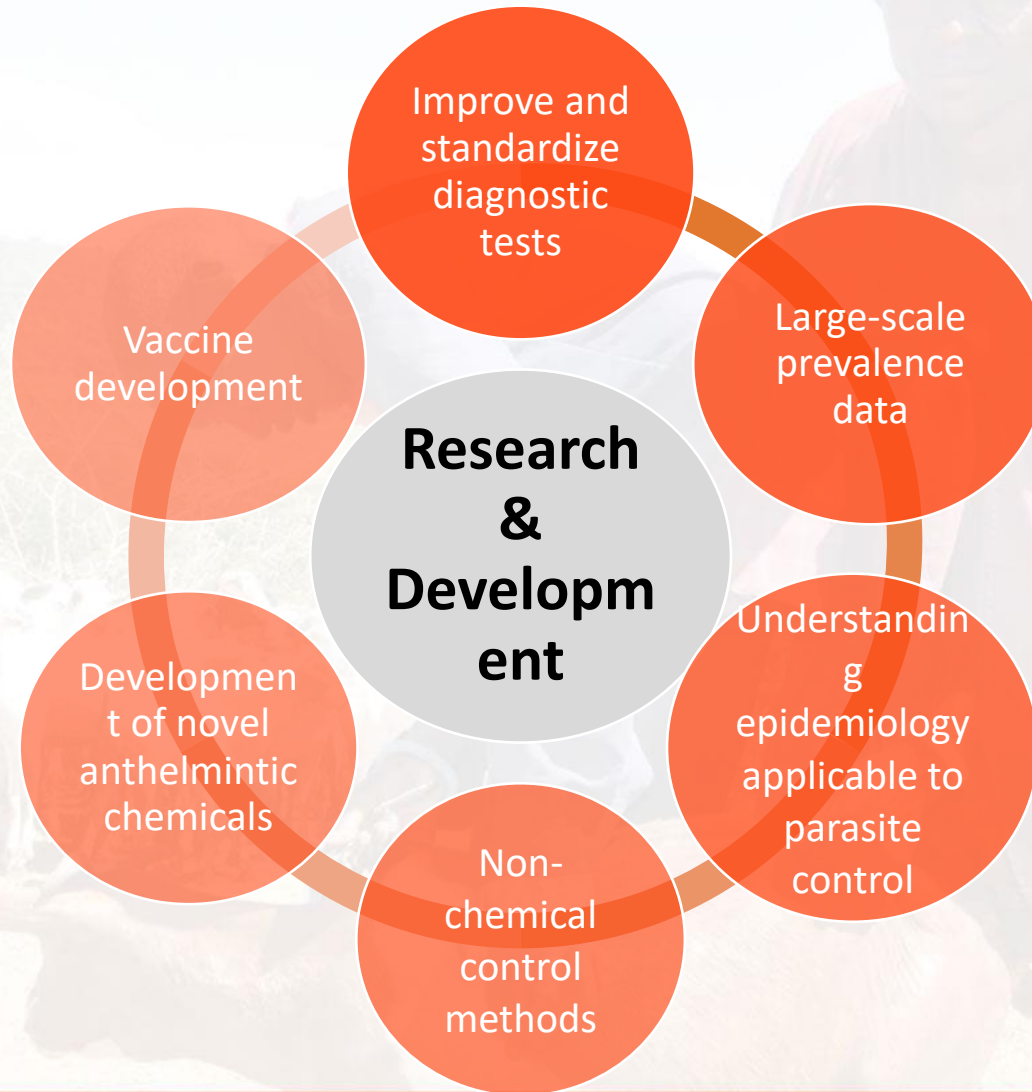 Improve and
standardize
diagnostic
tests
Large-scale
prevalence
data
Understandin
g
epidemiology
applicable to
parasite
control
Non-
chemical
control
methods
Developmen
t of novel
anthelmintic
chemicals
Vaccine
development
Research
&
Developm
ent